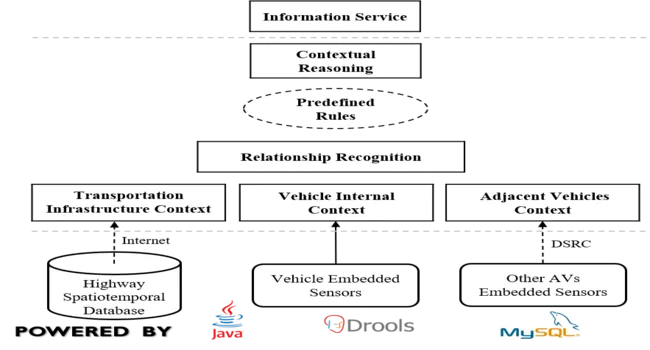 Information Service
Contextual
Reasoning
Predefined
Rules
Relationship Recognition
Transportation
Infrastructure Context
Vehicle Internal
Context
Adjacent Vehicles
Context
Internet
DSRC
Highway
Spatiotemporal
Database
Vehicle Embedded
Sensors
Other AVs
Embedded Sensors
POWERED BY
Java
Drools
MySQL